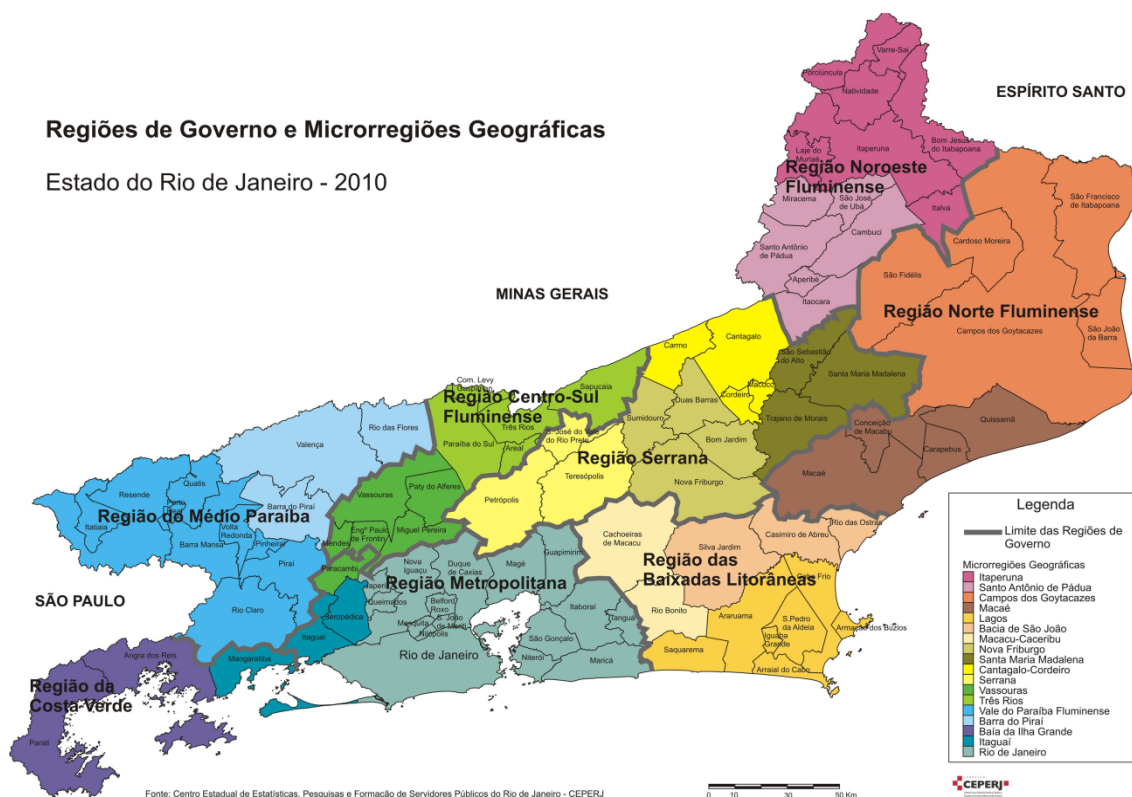 Regiões de Governo e Microrregiões Geográficas
Estado do Rio de Janeiro - 2010
ESPÍRITO SANTO
MINAS GERAIS
SÃO PAULO
Varre-Sai
Porciúncula
Natividade
Bom Jesus
do Itabapoana
Itaperuna
Laje do
Muriaé
Região Noroeste
Fluminense
Italva
Miracema
São José
de Ubá
Cambuci
Santo Antônio
de Pádua
Aperibé
Itaocara
São Francisco
de Itabapoana
Cardoso Moreira
São Fidélis
Região Norte Fluminense
Campos dos Goytacazes
São João
da Barra
Carmo
Cantagalo
São Sebastião
do Alto
Santa Maria Madalena
Macuco
Cordeiro
Trajano de Morais
Conceição
de Macabu
Quissamã
Carapebus
Macaé
Com. Levy
Gasparian
Sapucaia
Região Centro-Sul
Fluminense
Três Rios
Paraíba do Sul
Areal
S. José do Vale
do Rio Preto
Sumidouro
Duas Barras
Bom Jardim
Região Serrana
Teresópolis
Petrópolis
Nova Friburgo
Rio das Flores
Valença
Vassouras
Paty do Alferes
Miguel Pereira
Engº Paulo
de Frontin
Mendes
Paracambi
Resende
Quatis
Porto
Real
Itatiaia
Região do Médio Paraíba
Barra do Piraí
Volta
Redonda
Barra Mansa
Pinheiral
Piraí
Rio Claro
Rio das Ostras
Casimiro de Abreu
Silva Jardim
Cachoeiras
de Macacu
Região das
Baixadas Litorâneas
Cabo Frio
Rio Bonito
Araruama
S.Pedro
da Aldeia
Armação dos Búzios
Iguaba
Grande
Saquarema
Arraial do Cabo
Guapimirim
Magé
Duque de
Caxias
Nova
Iguaçu
Região Metropolitana
Japeri
Queimados
Seropédica
Belford
Roxo
S. João
de Meriti
Mesquita
Nilópolis
Itaboraí
Tanguá
São Gonçalo
Niterói
Maricá
Rio de Janeiro
Itaguaí
Mangaratiba
Angra dos Reis
Região da
Costa Verde
Parati
Legenda
Limite das Regiões de
Governo
Microrregiões Geográficas
Itaperuna
Santo Antônio de Pádua
Campos dos Goytacazes
Macaé
Lagos
Bacia de São João
Macacu-Caceribu
Nova Friburgo
Santa Maria Madalena
Cantagalo-Cordeiro
Serrana
Vassouras
Três Rios
Vale do Paraíba Fluminense
Barra do Piraí
Baía da Ilha Grande
Itaguaí
Rio de Janeiro
Fonte: Centro Estadual de Estatísticas, Pesquisas e Formação de Servidores Públicos do Rio de Janeiro - CEPERJ
10 0 10 20 30 50 Km
CEPERJ